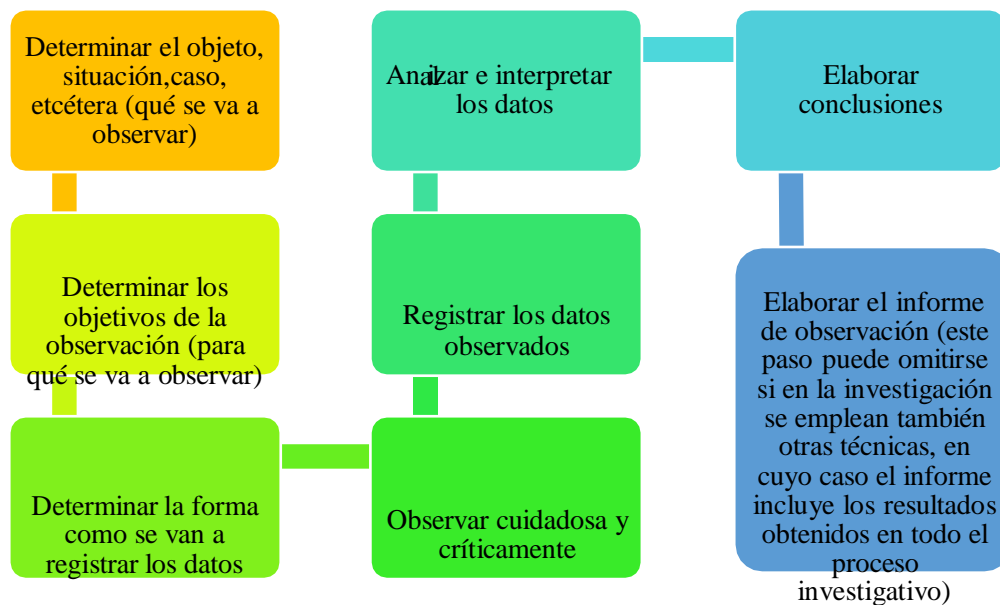 Determinar el objeto,
situación,caso,
etcétera (qué se va a
observar)
Determinar los
objetivos de la
observación (para
qué se va a observar)
Determinar la forma
como se van a
registrar los datos
Observar cuidadosa y
críticamente
Registrar los datos
observados
Analizar e interpretar
los datos
Elaborar
conclusiones
Elaborar el informe
de observación (este
paso puede omitirse
si en la investigación
se emplean también
otras técnicas, en
cuyo caso el informe
incluye los resultados
obtenidos en todo el
proceso
investigativo)